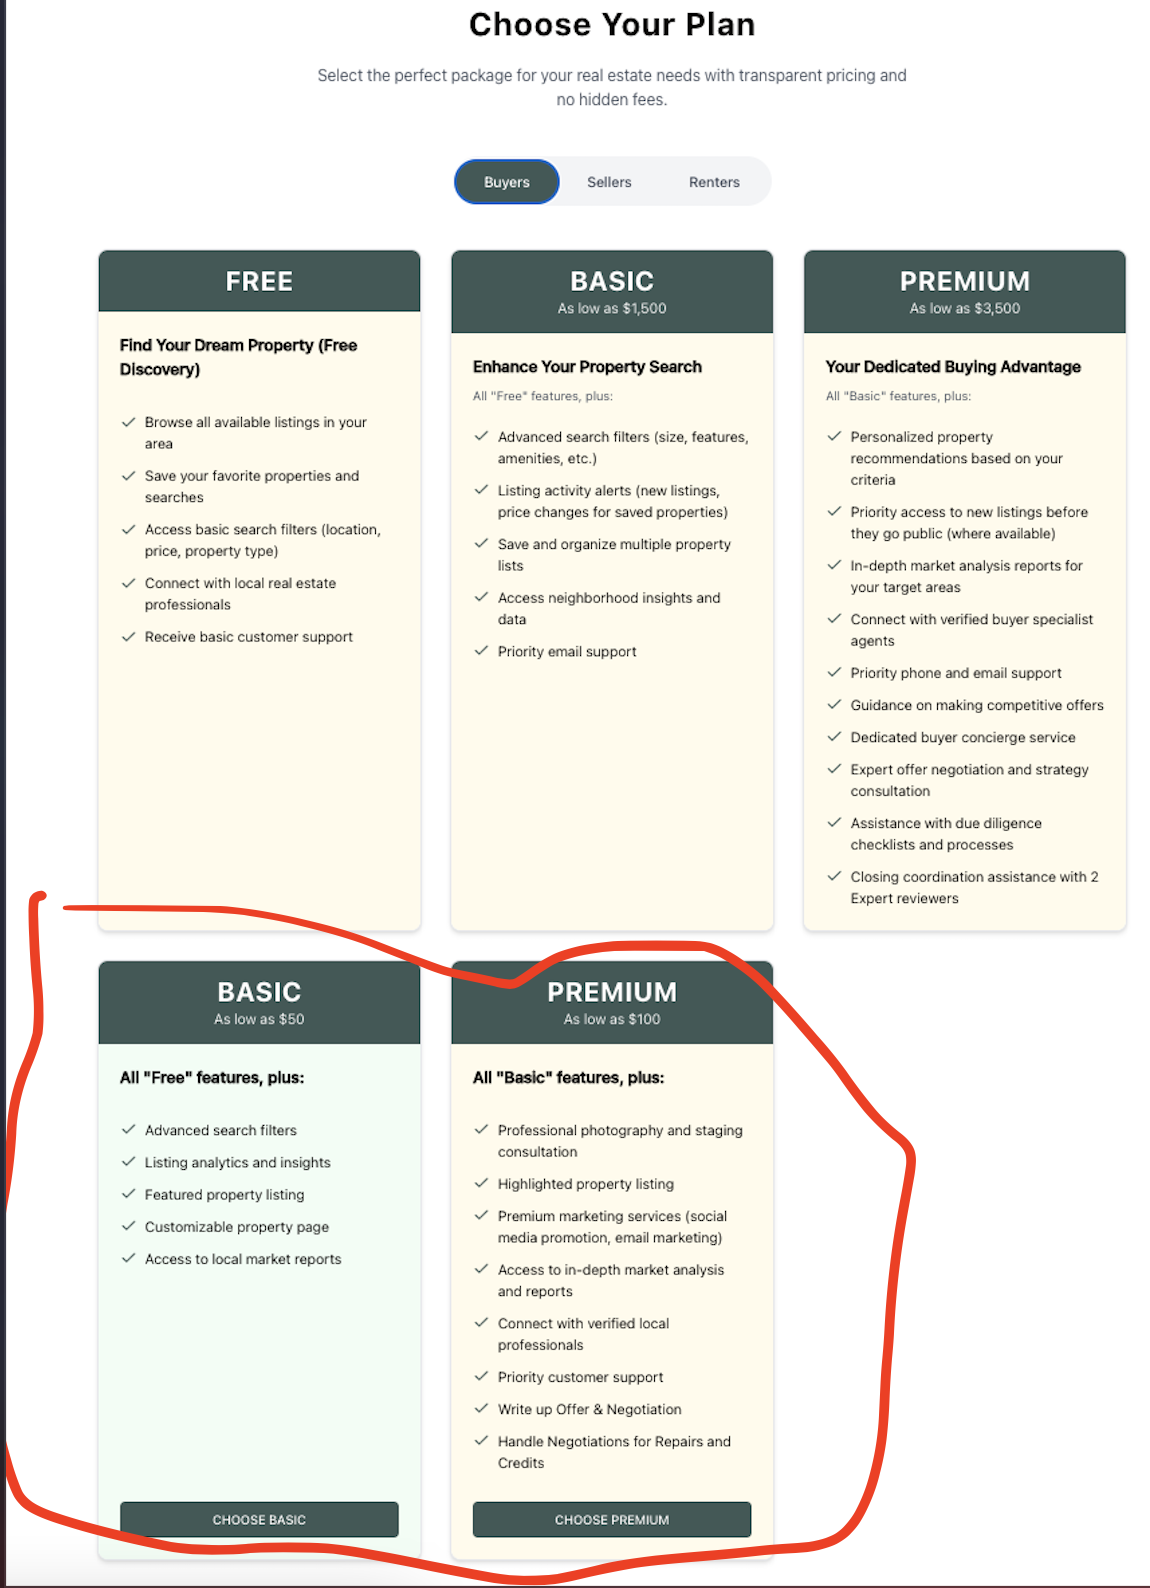 Choose Your Plan
Select the perfect package for your real estate needs with transparent pricing and
no hidden fees.
Buyers
Sellers
Renters
FREE
Find Your Dream Property (Free
Discovery)
Browse all available listings in your
area
Save your favorite properties and
searches
Access basic search filters (location,
price, property type)
Connect with local real estate
professionals
Receive basic customer support
BASIC
As low as $1,500
Enhance Your Property Search
All "Free" features, plus:
Advanced search filters (size, features,
amenities, etc.)
Listing activity alerts (new listings,
price changes for saved properties)
Save and organize multiple property
lists
Access neighborhood insights and
data
Priority email support
PREMIUM
As low as $3,500
Your Dedicated Buying Advantage
All "Basic" features, plus:
Personalized property
recommendations based on your
criteria
Priority access to new listings before
they go public (where available)
In-depth market analysis reports for
your target areas
Connect with verified buyer specialist
agents
Priority phone and email support
Guidance on making competitive offers
Dedicated buyer concierge service
Expert offer negotiation and strategy
consultation
Assistance with due diligence
checklists and processes
Closing coordination assistance with 2
Expert reviewers
BASIC
As low as $50
All "Free" features, plus:
Advanced search filters
Listing analytics and insights
Featured property listing
Customizable property page
Access to local market reports
CHOOSE BASIC
PREMIUM
As low as $100
All "Basic" features, plus:
Professional photography and staging
consultation
Highlighted property listing
Premium marketing services (social
media promotion, email marketing)
Access to in-depth market analysis
and reports
Connect with verified local
professionals
Priority customer support
Write up Offer & Negotiation
Handle Negotiations for Repairs and
Credits
CHOOSE PREMIUM